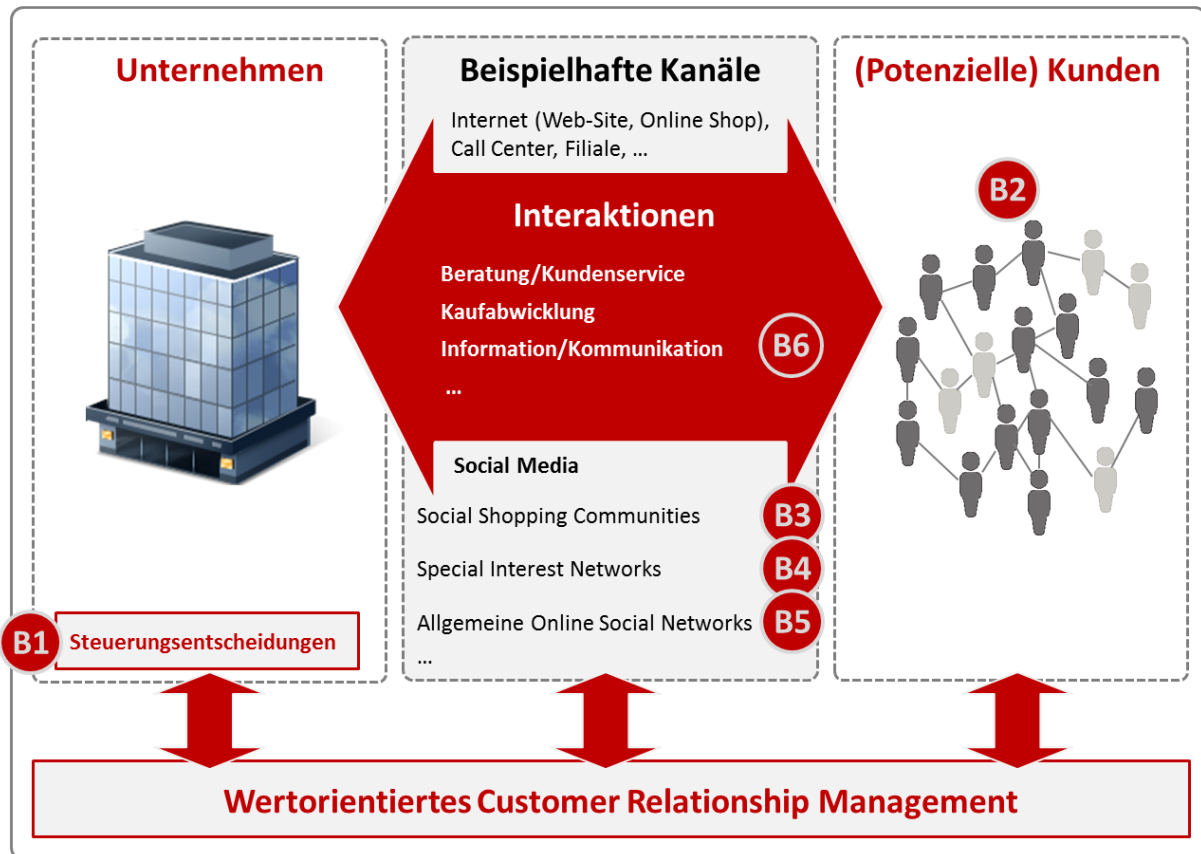 Unternehmen
Beispielhafte Kanäle
(Potenzielle) Kunden
Internet (Web-Site, Online Shop),
Call Center, Filiale, ...
Interaktionen
Beratung/Kundenservice
Kaufabwicklung
Information/Kommunikation
B6
...
B2
Social Media
Social Shopping Communities
B3
Special Interest Networks
B4
Allgemeine Online Social Networks
B5
...
B1
Steuerungsentscheidungen
Wertorientiertes Customer Relationship Management